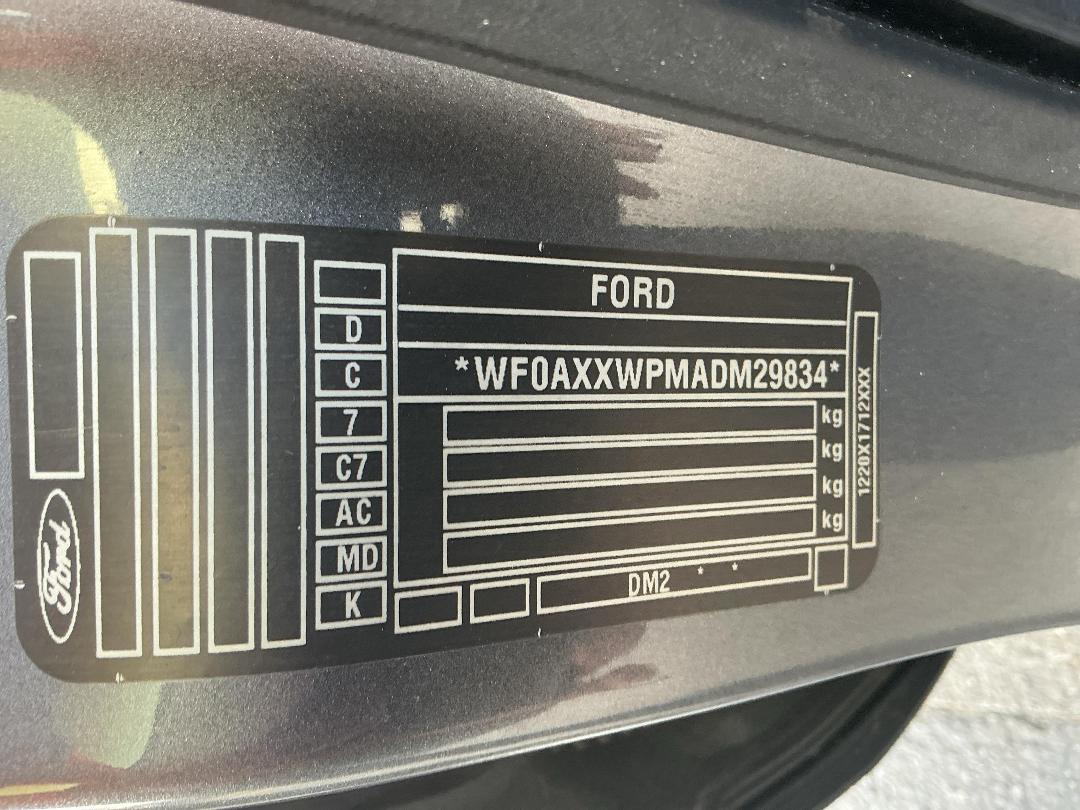 FORD
*WF0AXXWPMADM29834*
D
C
7
C7
AC
MD
K
kg
kg
kg
kg
DM2 * *
1220X1712XXX
Ford